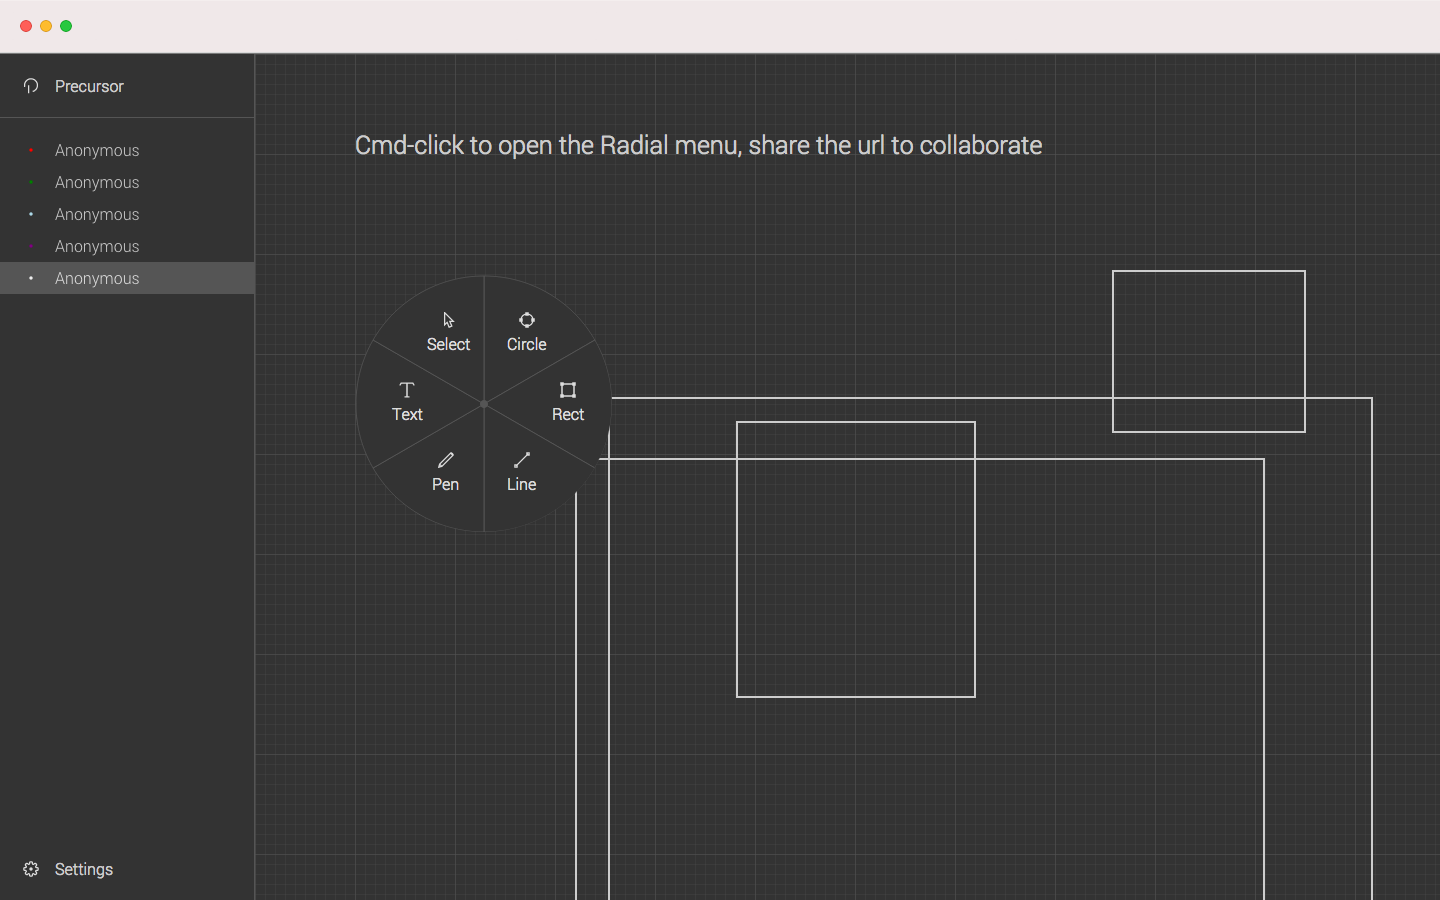 Precursor
Anonymous
Anonymous
Anonymous
Anonymous
Anonymous
Settings
Cmd-click to open the Radial menu, share the url to collaborate
Select
Circle
Text
Rect
Pen
Line